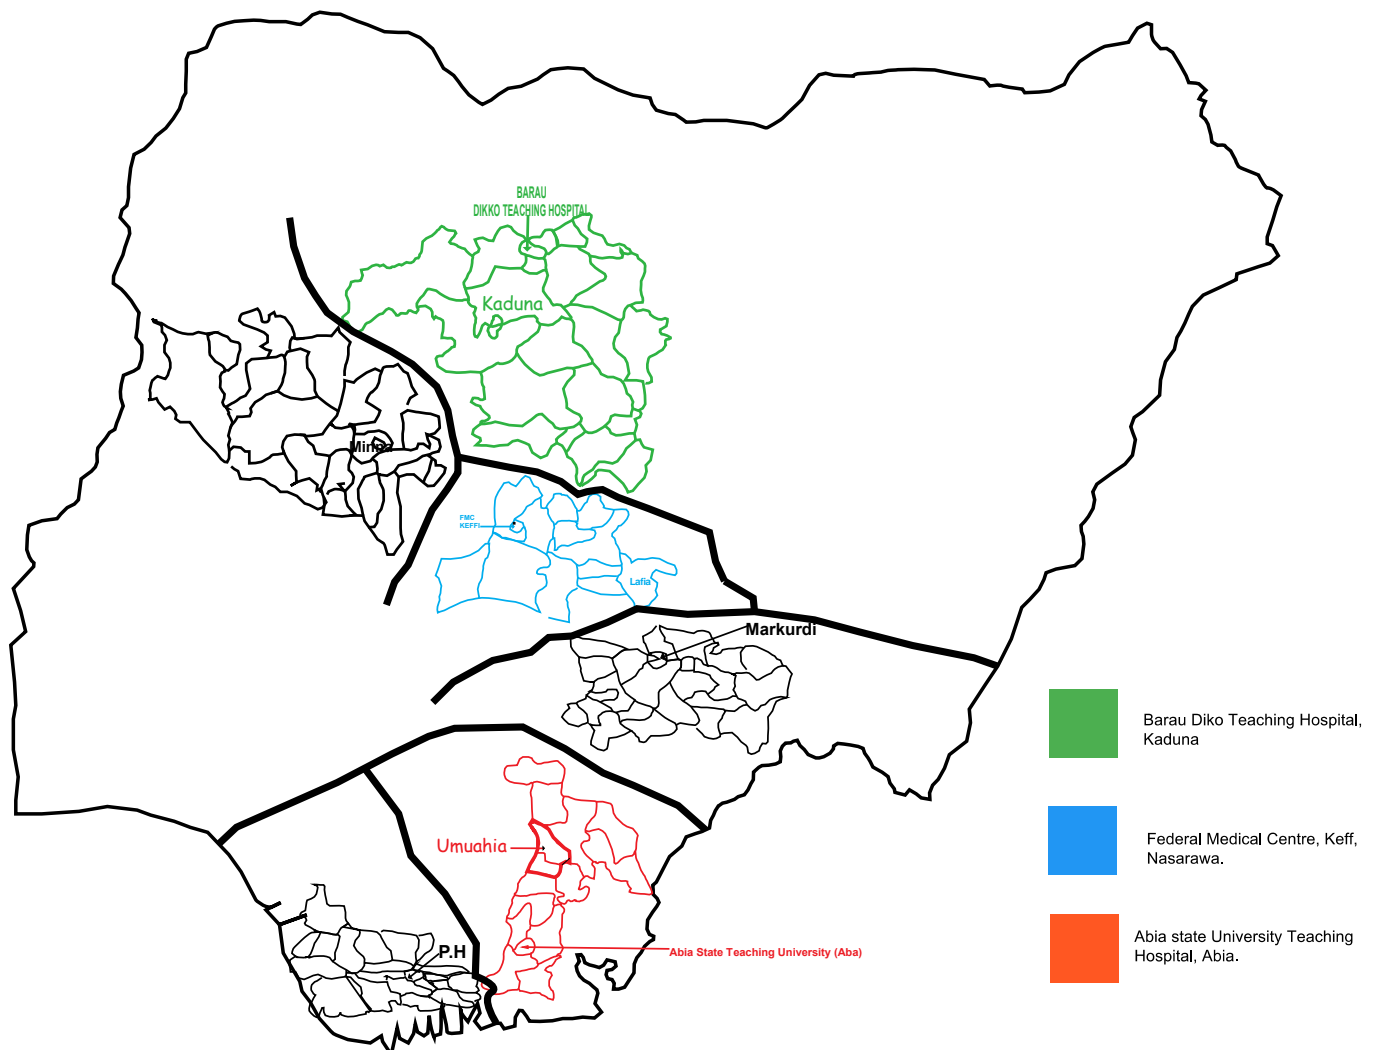 BARAU
DIKKO TEACHING HOSPITAL
Kaduna
Minna
FMC
KEFFI
Lafia
Markurdi
Umuahia
P.H
Abia State Teaching University (Aba)
Barau Diko Teaching Hospital,
Kaduna
Federal Medical Centre, Keff,
Nasarawa.
Abia state University Teaching
Hospital, Abia.